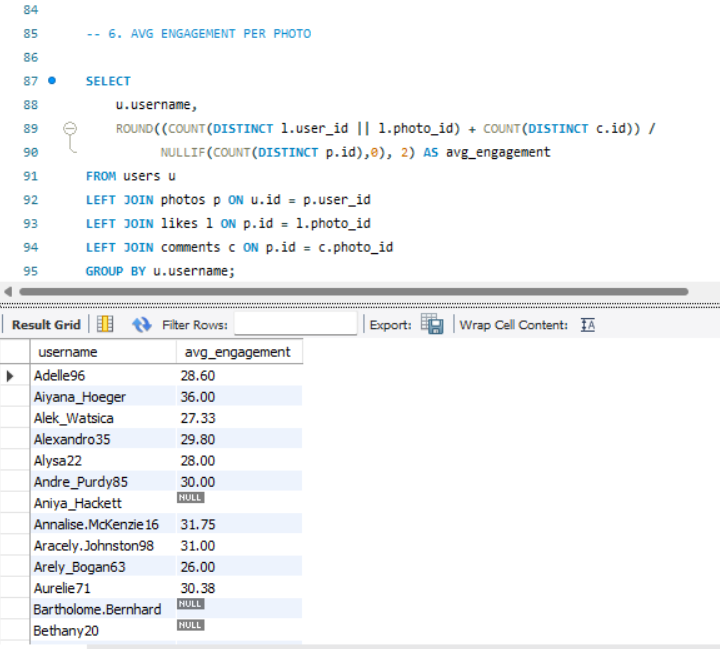 84
85 -- 6. AVG ENGAGEMENT PER PHOTO
86
87 SELECT
88 u.username,
89 ROUND((COUNT(DISTINCT l.user_id || l.photo_id) + COUNT(DISTINCT c.id)) /
90 NULLIF(COUNT(DISTINCT p.id),0), 2) AS avg_engagement
91 FROM users u
92 LEFT JOIN photos p ON u.id = p.user_id
93 LEFT JOIN likes l ON p.id = l.photo_id
94 LEFT JOIN comments c ON p.id = c.photo_id
95 GROUP BY u.username;
Result Grid Filter Rows: Export: Wrap Cell Content: IA
username avg_engagement
Adelle96 28.60
Aiyana_Hoeger 36.00
Alek_Watsica 27.33
Alexandro35 29.80
Alysa22 28.00
Andre_Purdy85 30.00
Aniya_Hackett NULL
Annalise.McKenzie16 31.75
Aracely.Johnston98 31.00
Arely_Bogan63 26.00
Aurelie71 30.38
Bartholome.Bernhard NULL
Bethany20 NULL